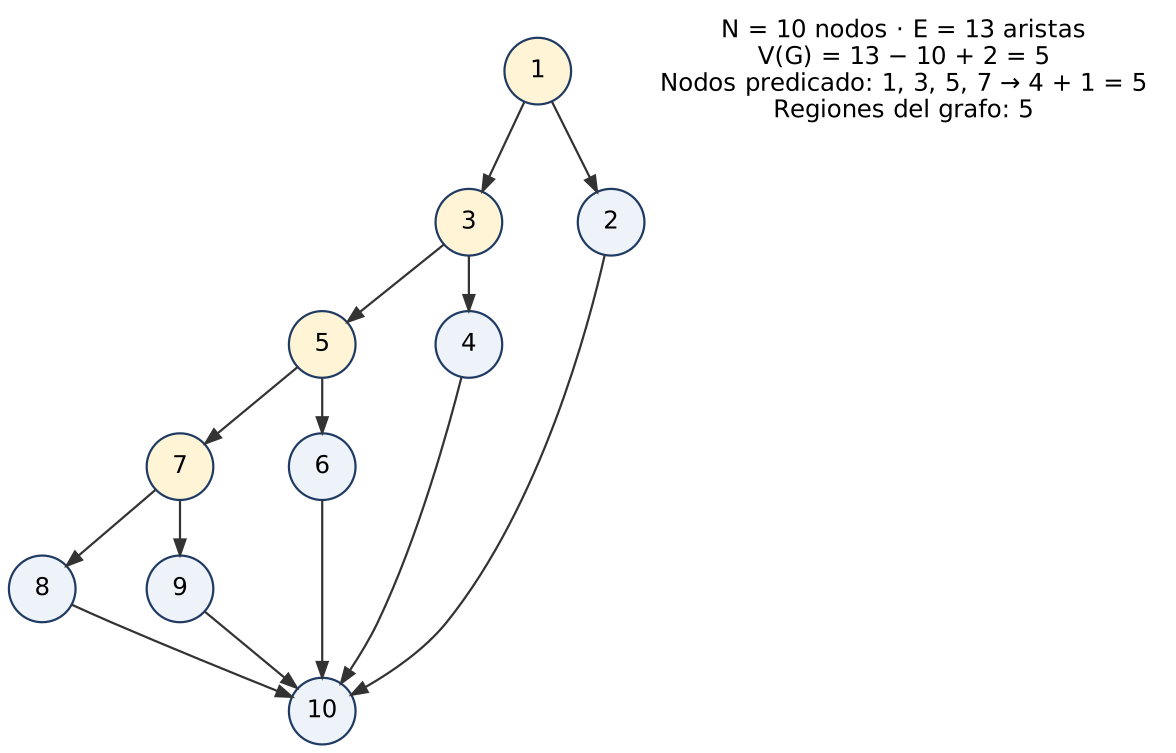 N = 10 nodos · E = 13 aristas
V(G) = 13 − 10 + 2 = 5
Nodos predicado: 1, 3, 5, 7 → 4 + 1 = 5
Regiones del grafo: 5
1
3
2
5
4
7
6
8
9
10